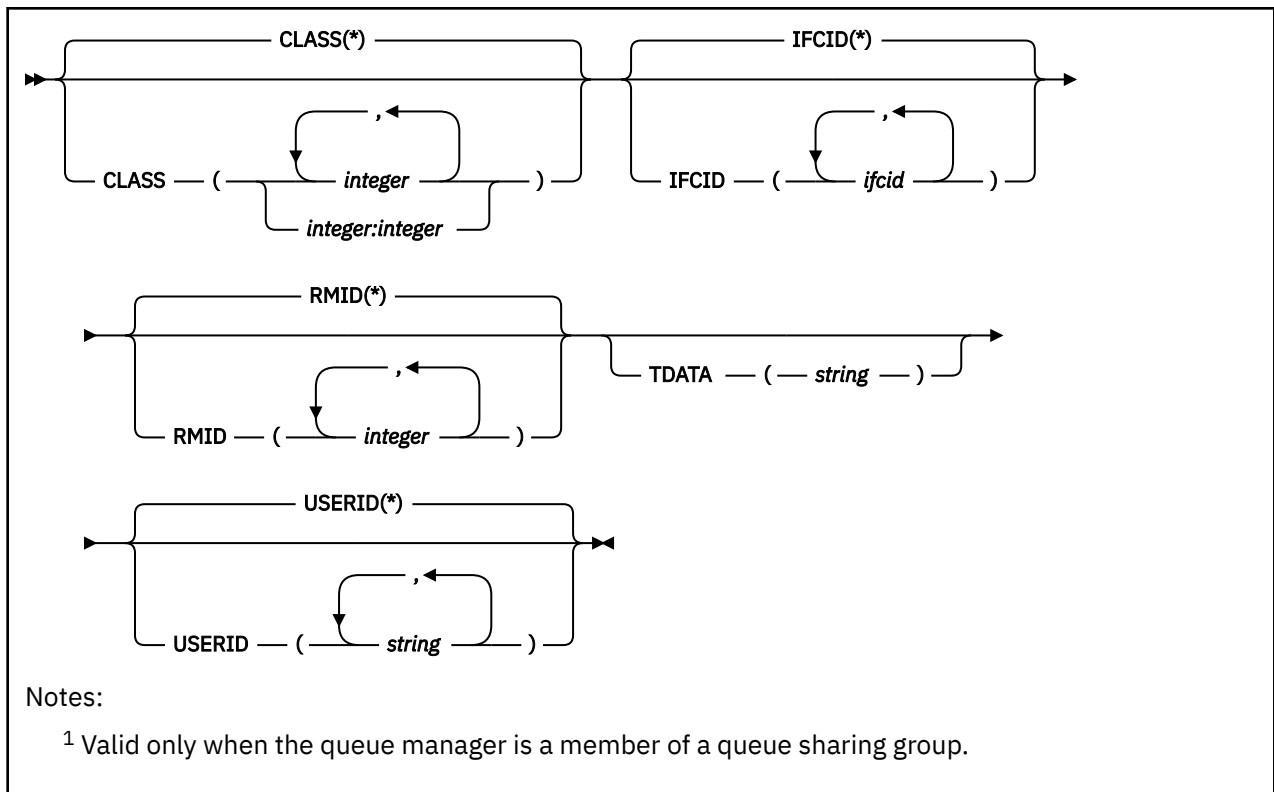 CLASS(*) IFCID(*)
, ,
CLASS ( integer ) IFCID ( ifcid )
integer:integer
RMID(*)
,
TDATA ( string )
RMID ( integer )
USERID(*)
,
USERID ( string )
Notes:
1 Valid only when the queue manager is a member of a queue sharing group.